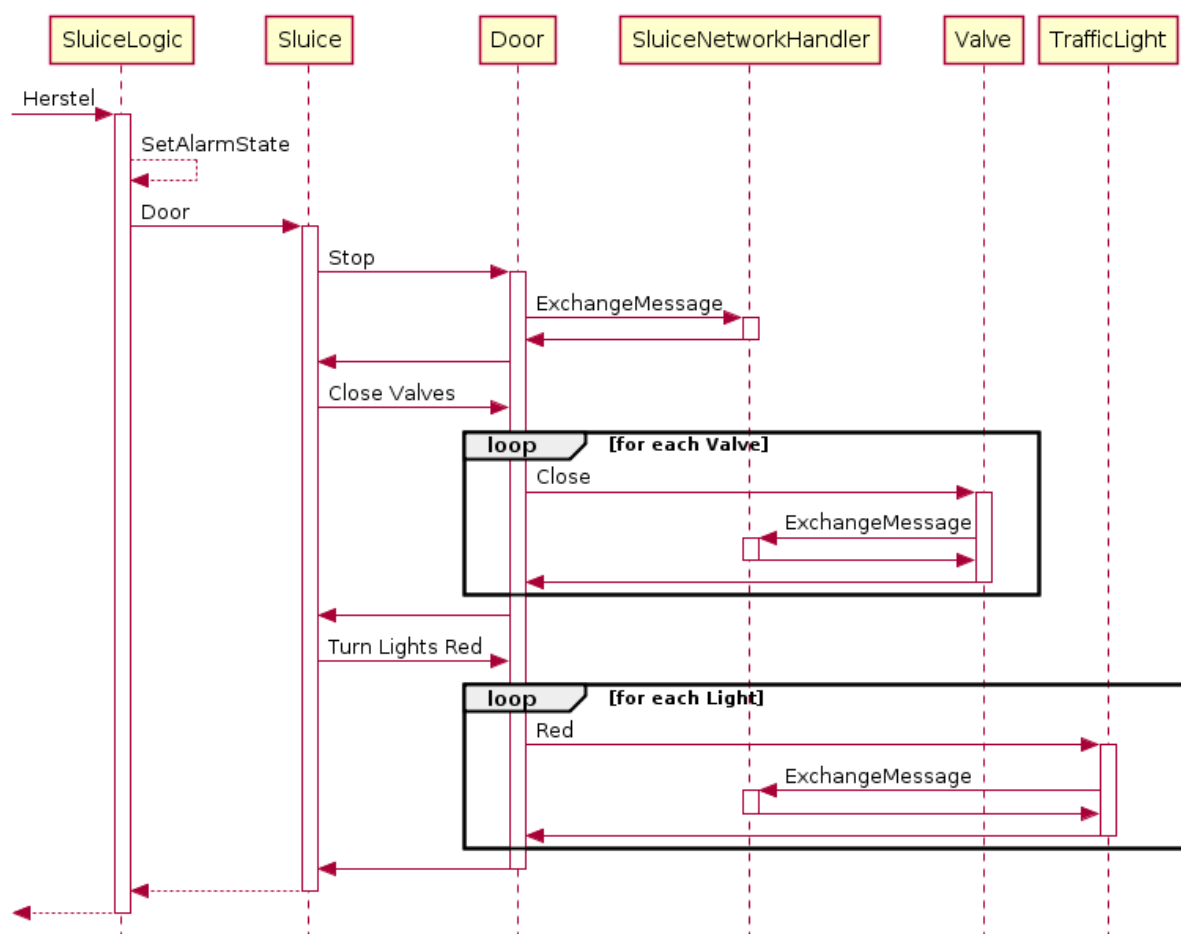 SluiceLogic Sluice Door SluiceNetworkHandler Valve TrafficLight
Herstel
SetAlarmState
Door
Stop
ExchangeMessage
Close Valves
loop [for each Valve]
Close
ExchangeMessage
Turn Lights Red
loop [for each Light]
Red
ExchangeMessage